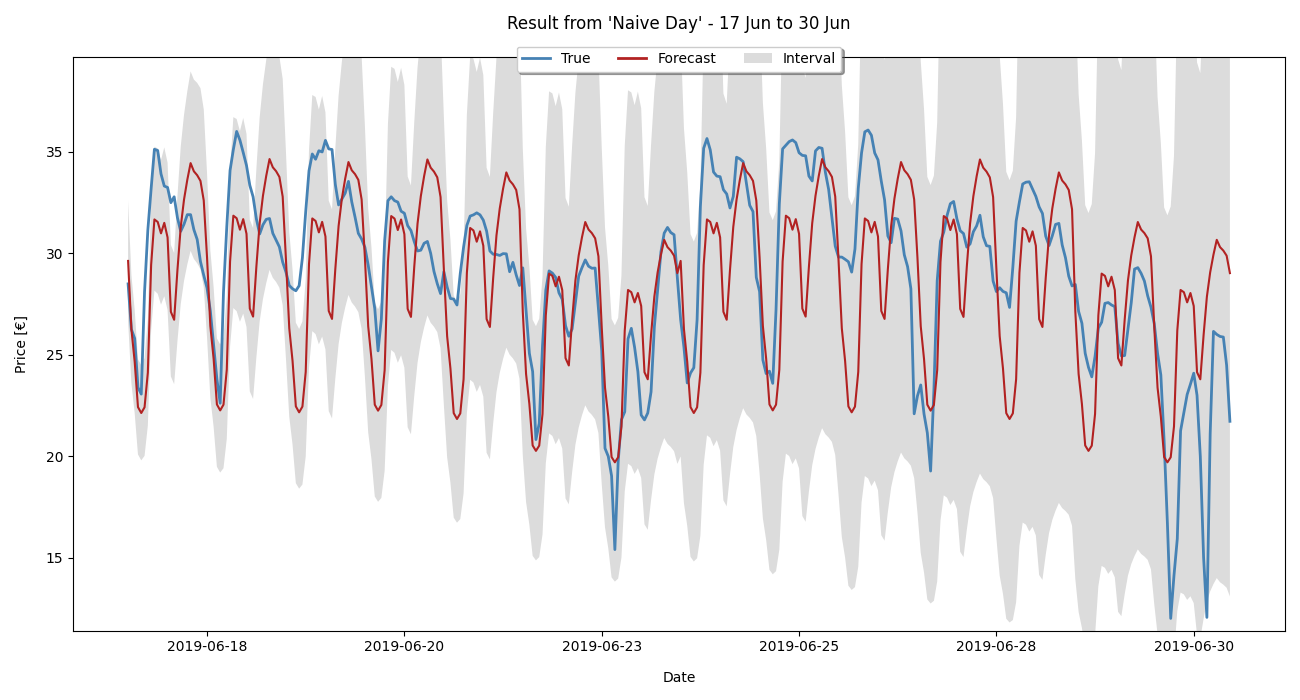 Result from 'Naive Day' - 17 Jun to 30 Jun
True Forecast Interval
Price [€]
35
30
25
20
15
2019-06-18 2019-06-20 2019-06-23 2019-06-25 2019-06-28 2019-06-30
Date